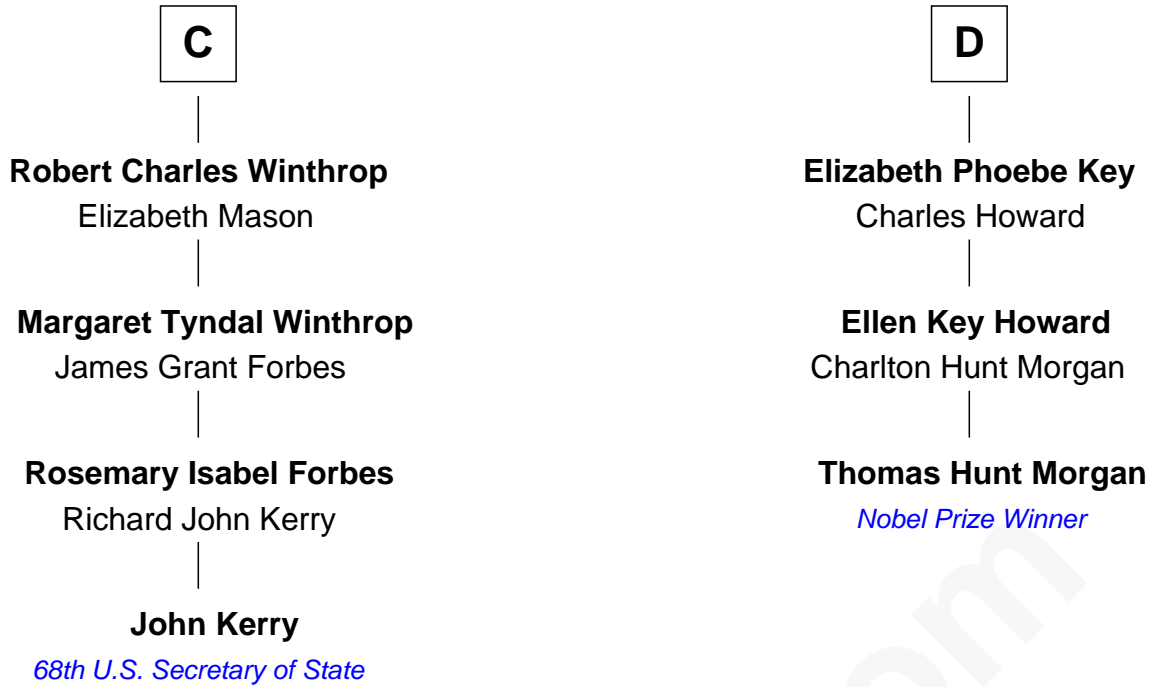 C
Robert Charles Winthrop
Elizabeth Mason
Margaret Tyndal Winthrop
James Grant Forbes
Rosemary Isabel Forbes
Richard John Kerry
John Kerry
68th U.S. Secretary of State
D
Elizabeth Phoebe Key
Charles Howard
Ellen Key Howard
Charlton Hunt Morgan
Thomas Hunt Morgan
Nobel Prize Winner